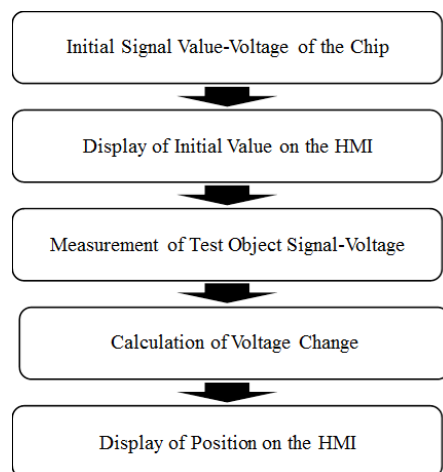 Initial Signal Value-Voltage of the Chip
Display of Initial Value on the HMI
Measurement of Test Object Signal-Voltage
Calculation of Voltage Change
Display of Position on the HMI